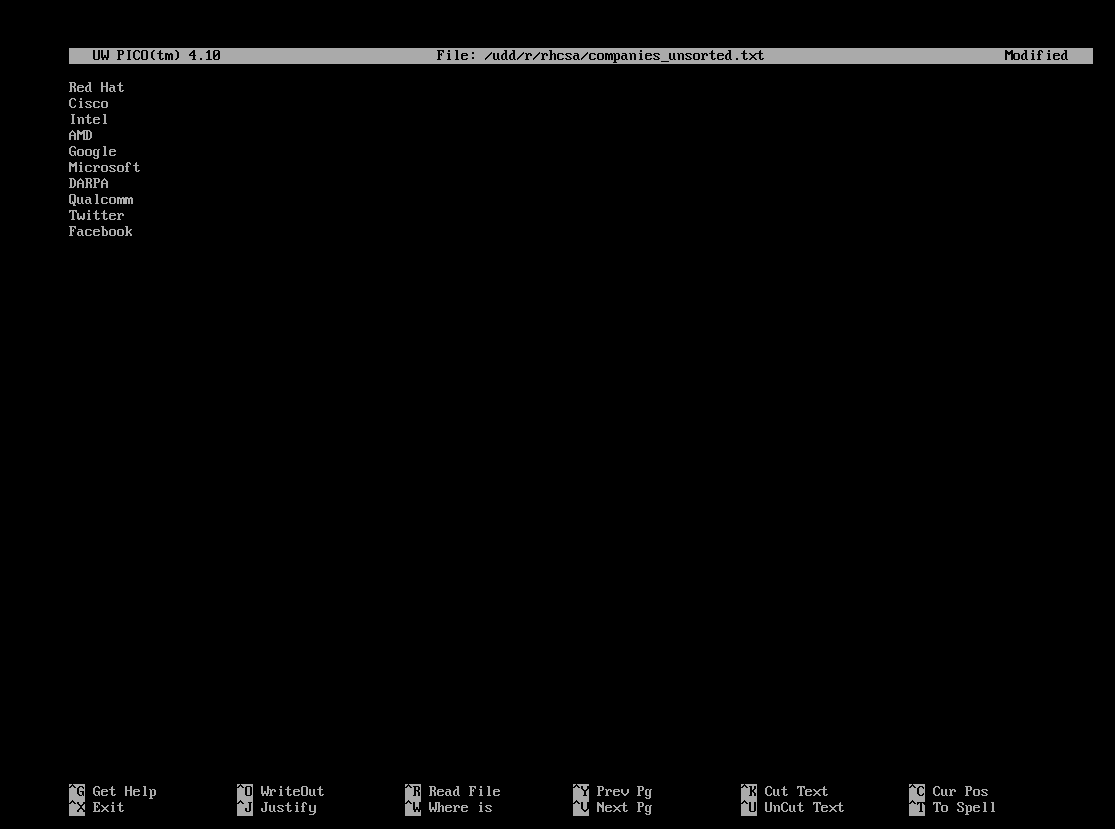 UW PICO(tm) 4.10 File: /udd/r/rhcsa/companies_unsorted.txt Modified
Red Hat
Cisco
Intel
AMD
Google
Microsoft
DARPA
Qualcomm
Twitter
Facebook
^G Get Help ^O WriteOut ^R Read File ^Y Prev Pg ^K Cut Text ^C Cur Pos
^X Exit ^J Justify ^W Where is ^V Next Pg ^U UnCut Text ^T To Spell